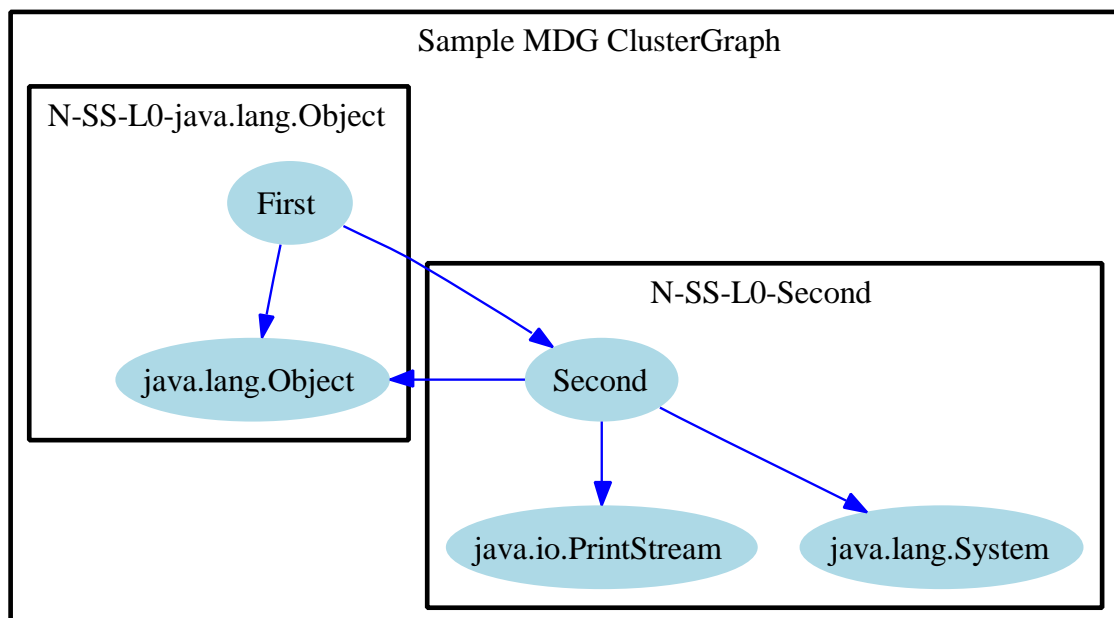 Sample MDG ClusterGraph
N-SS-L0-java.lang.Object
First
java.lang.Object
N-SS-L0-Second
Second
java.io.PrintStream
java.lang.System